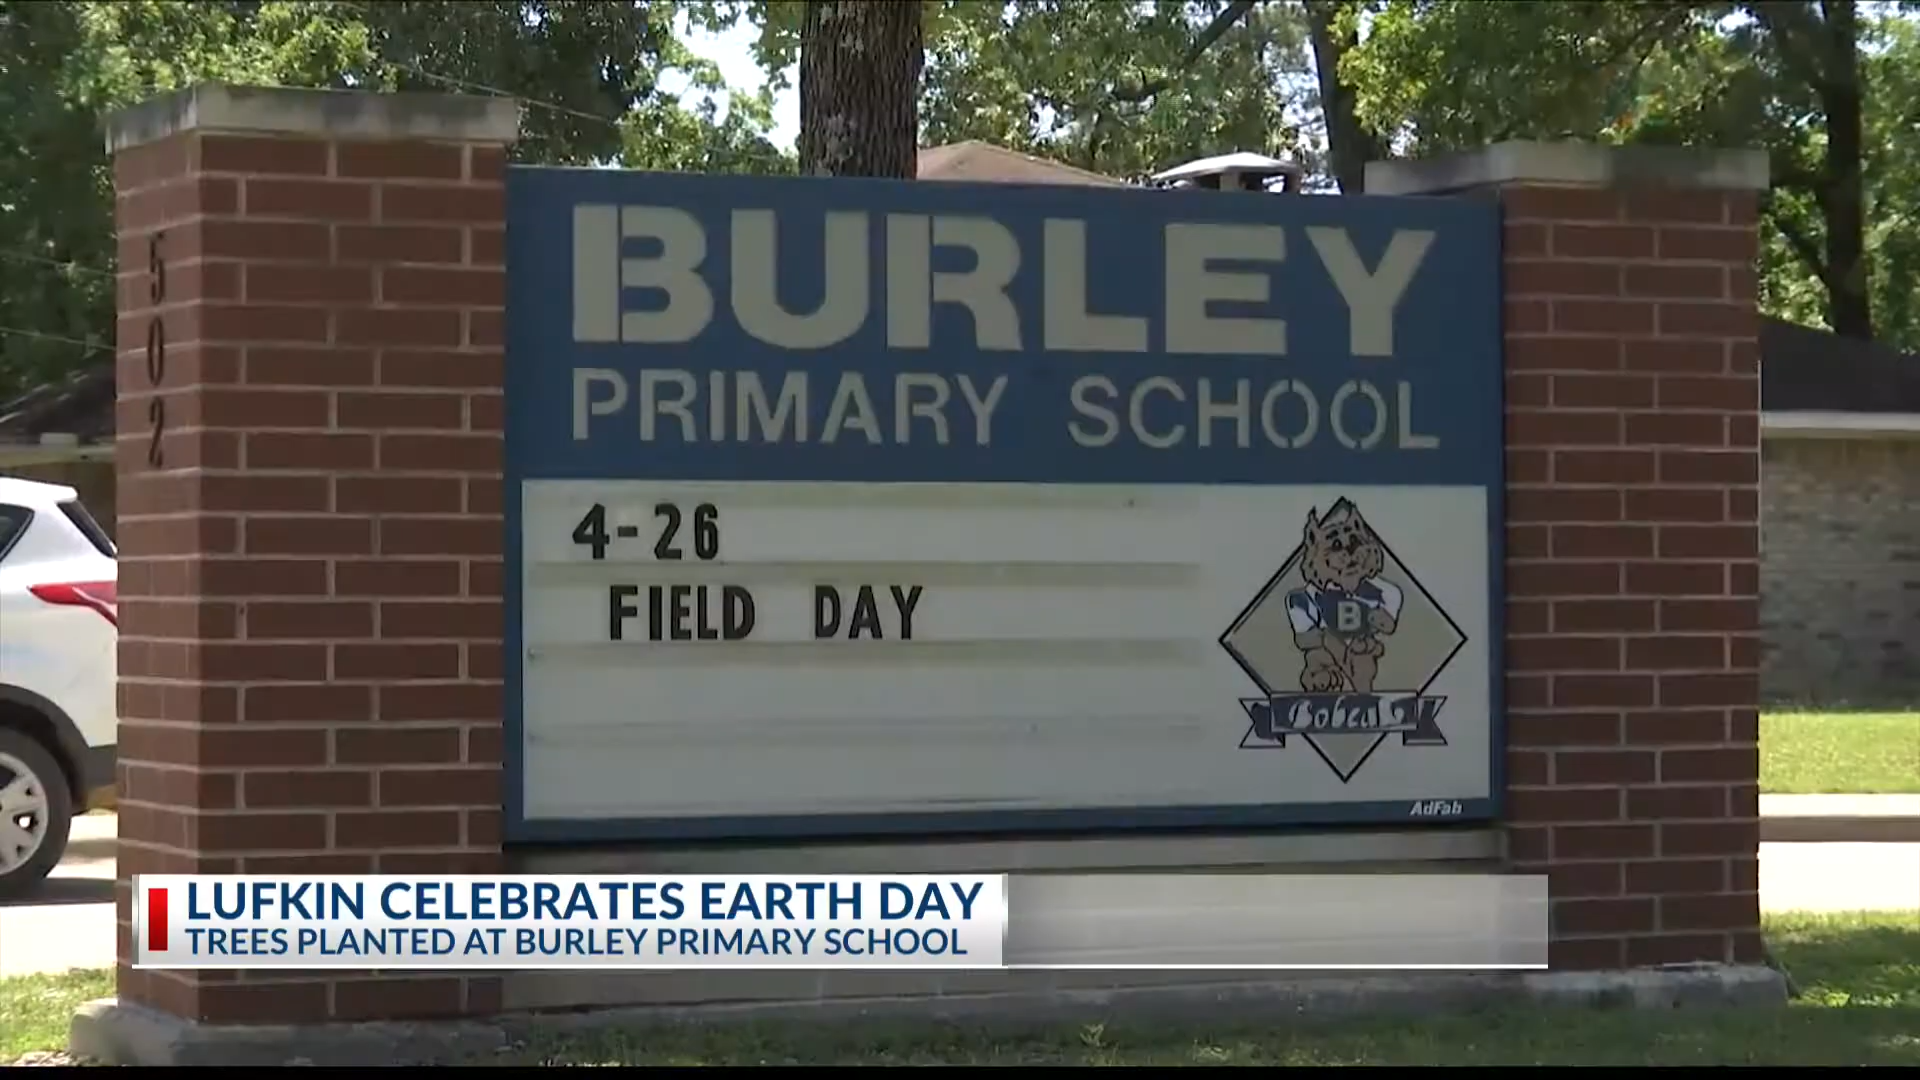 502
BURLEY
PRIMARY SCHOOL
4-26
FIELD DAY
B
Bobcats
AdFab
LUFKIN CELEBRATES EARTH DAY
TREES PLANTED AT BURLEY PRIMARY SCHOOL